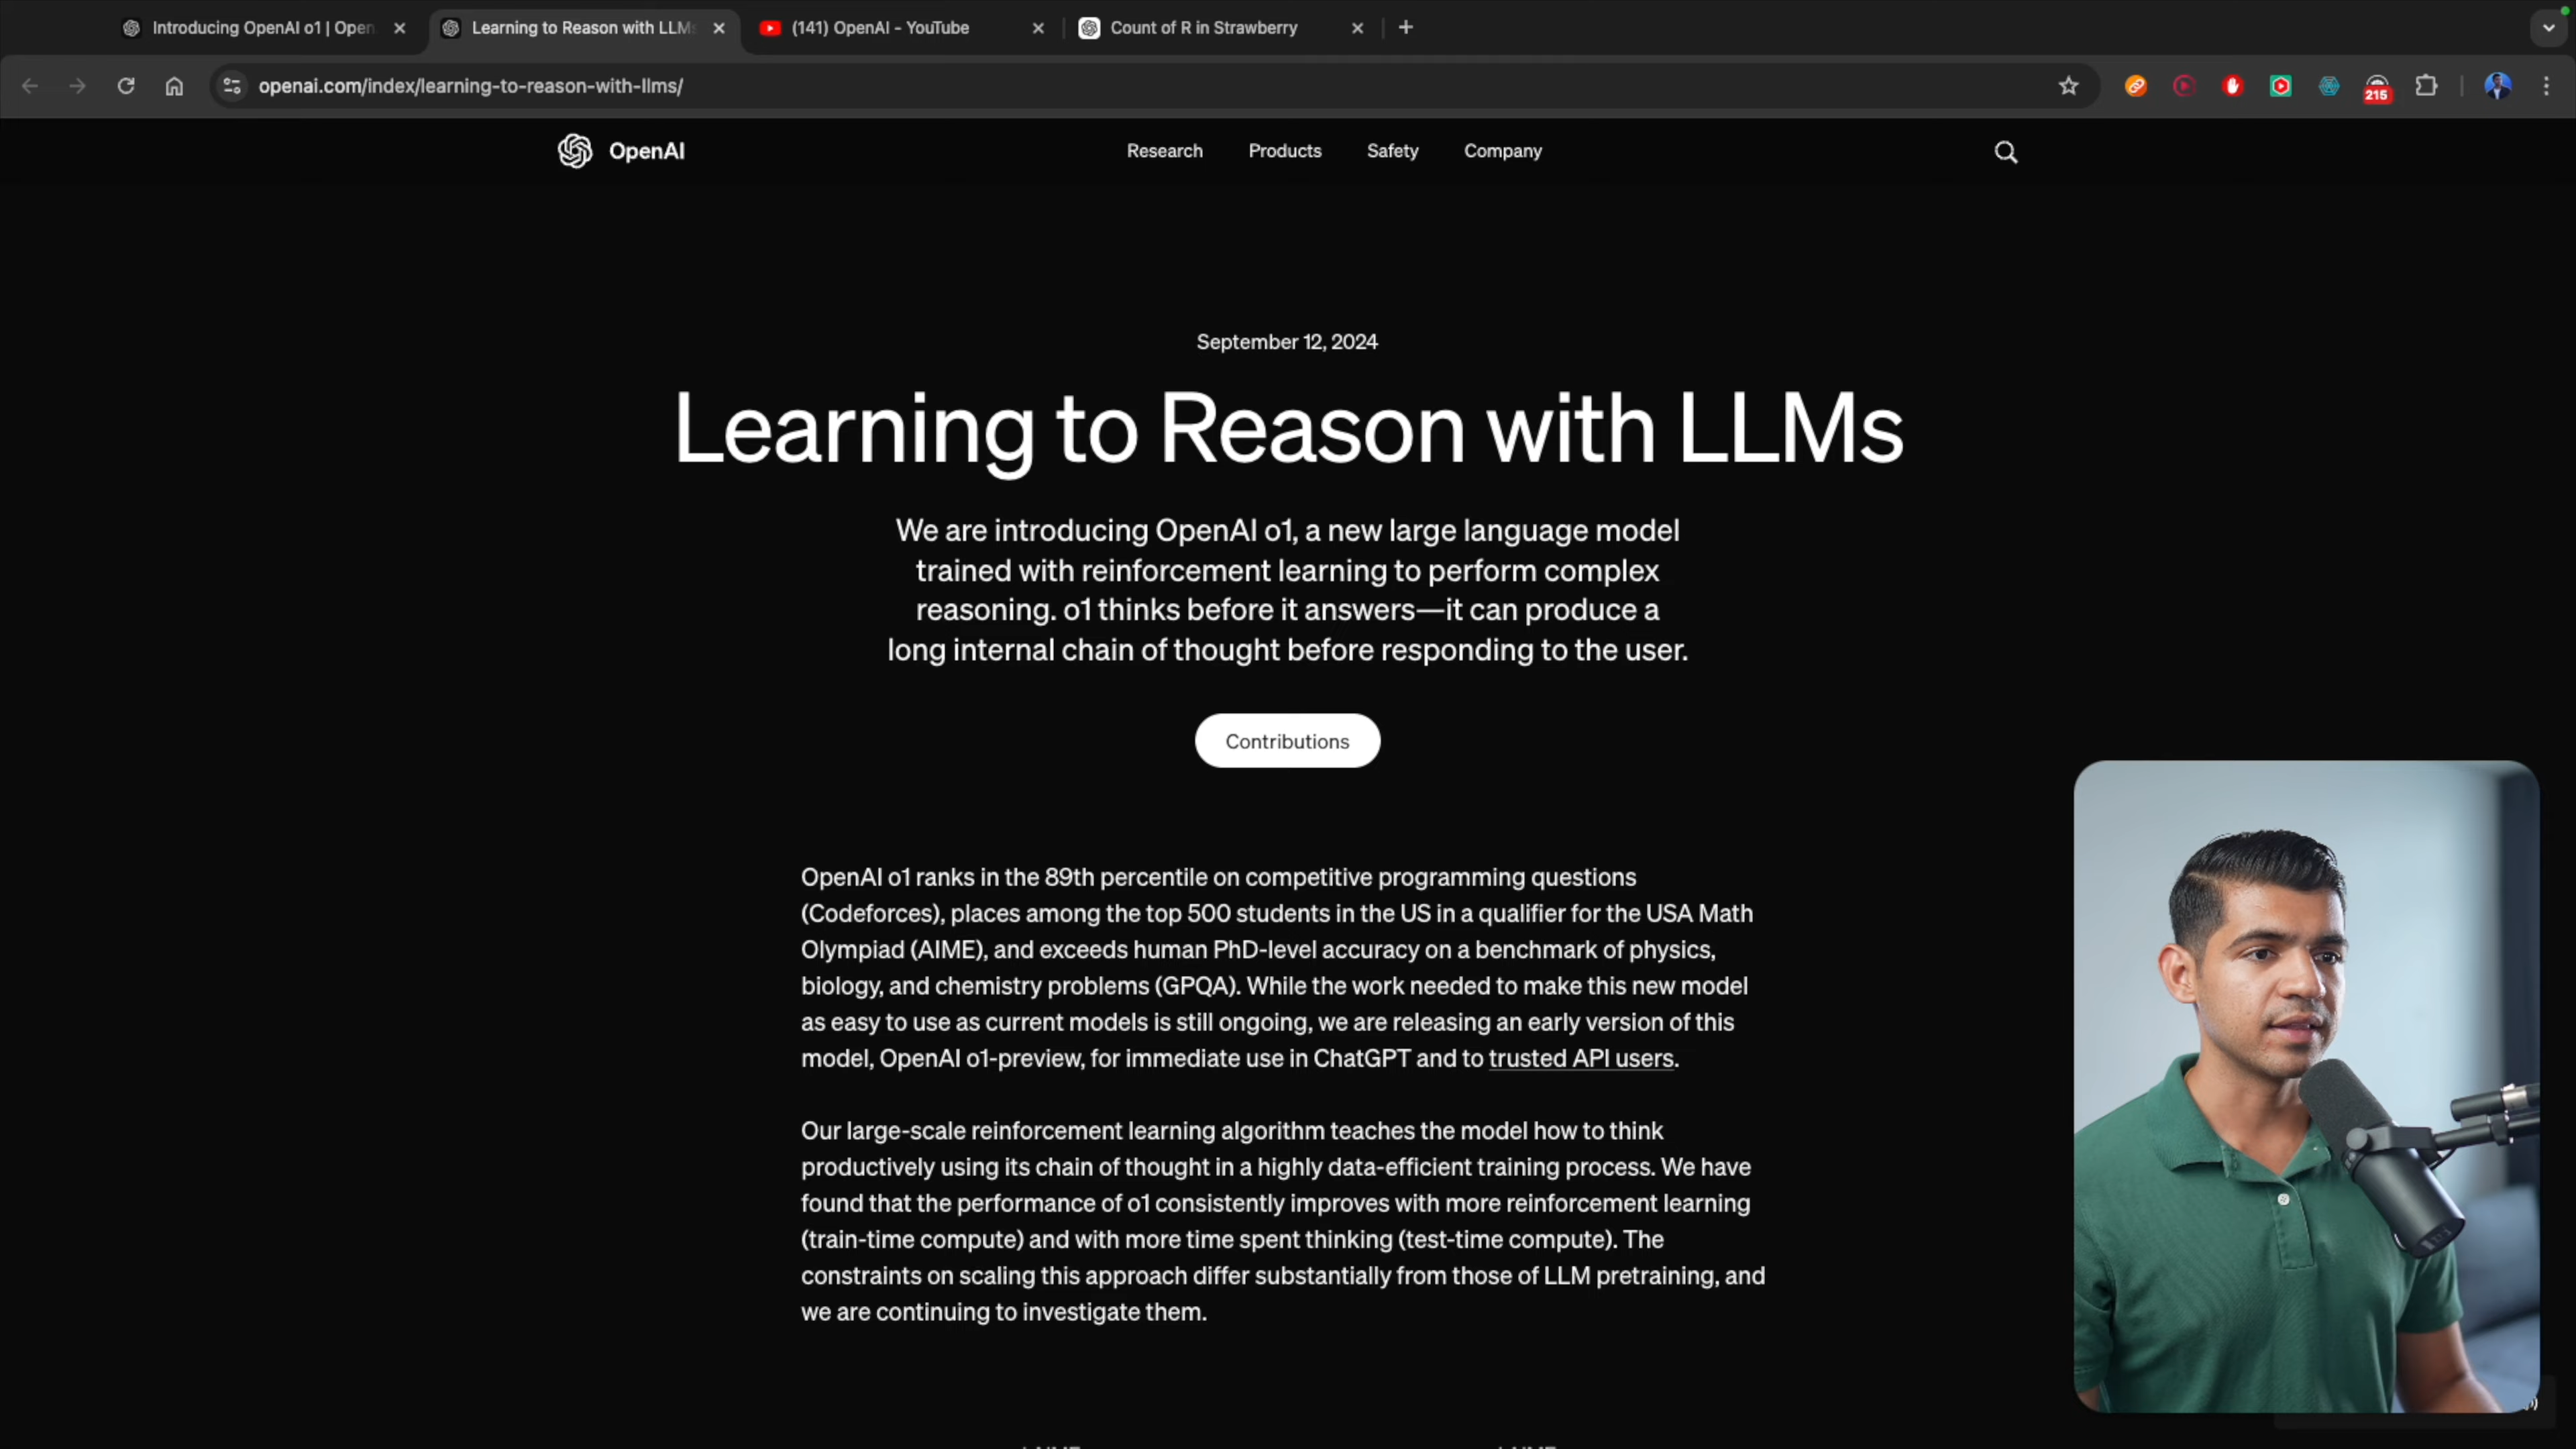 Introducing OpenAI o1 | Open
Learning to Reason with LLMs
(141) OpenAI - YouTube
Count of R in Strawberry
openai.com/index/learning-to-reason-with-llms/
215
OpenAI
Research
Products
Safety
Company
September 12, 2024
Learning to Reason with LLMs
We are introducing OpenAI o1, a new large language model
trained with reinforcement learning to perform complex
reasoning. o1 thinks before it answers—it can produce a
long internal chain of thought before responding to the user.
Contributions
OpenAI o1 ranks in the 89th percentile on competitive programming questions
(Codeforces), places among the top 500 students in the US in a qualifier for the USA Math
Olympiad (AIME), and exceeds human PhD-level accuracy on a benchmark of physics,
biology, and chemistry problems (GPQA). While the work needed to make this new model
as easy to use as current models is still ongoing, we are releasing an early version of this
model, OpenAI o1-preview, for immediate use in ChatGPT and to trusted API users.
Our large-scale reinforcement learning algorithm teaches the model how to think
productively using its chain of thought in a highly data-efficient training process. We have
found that the performance of o1 consistently improves with more reinforcement learning
(train-time compute) and with more time spent thinking (test-time compute). The
constraints on scaling this approach differ substantially from those of LLM pretraining, and
we are continuing to investigate them.